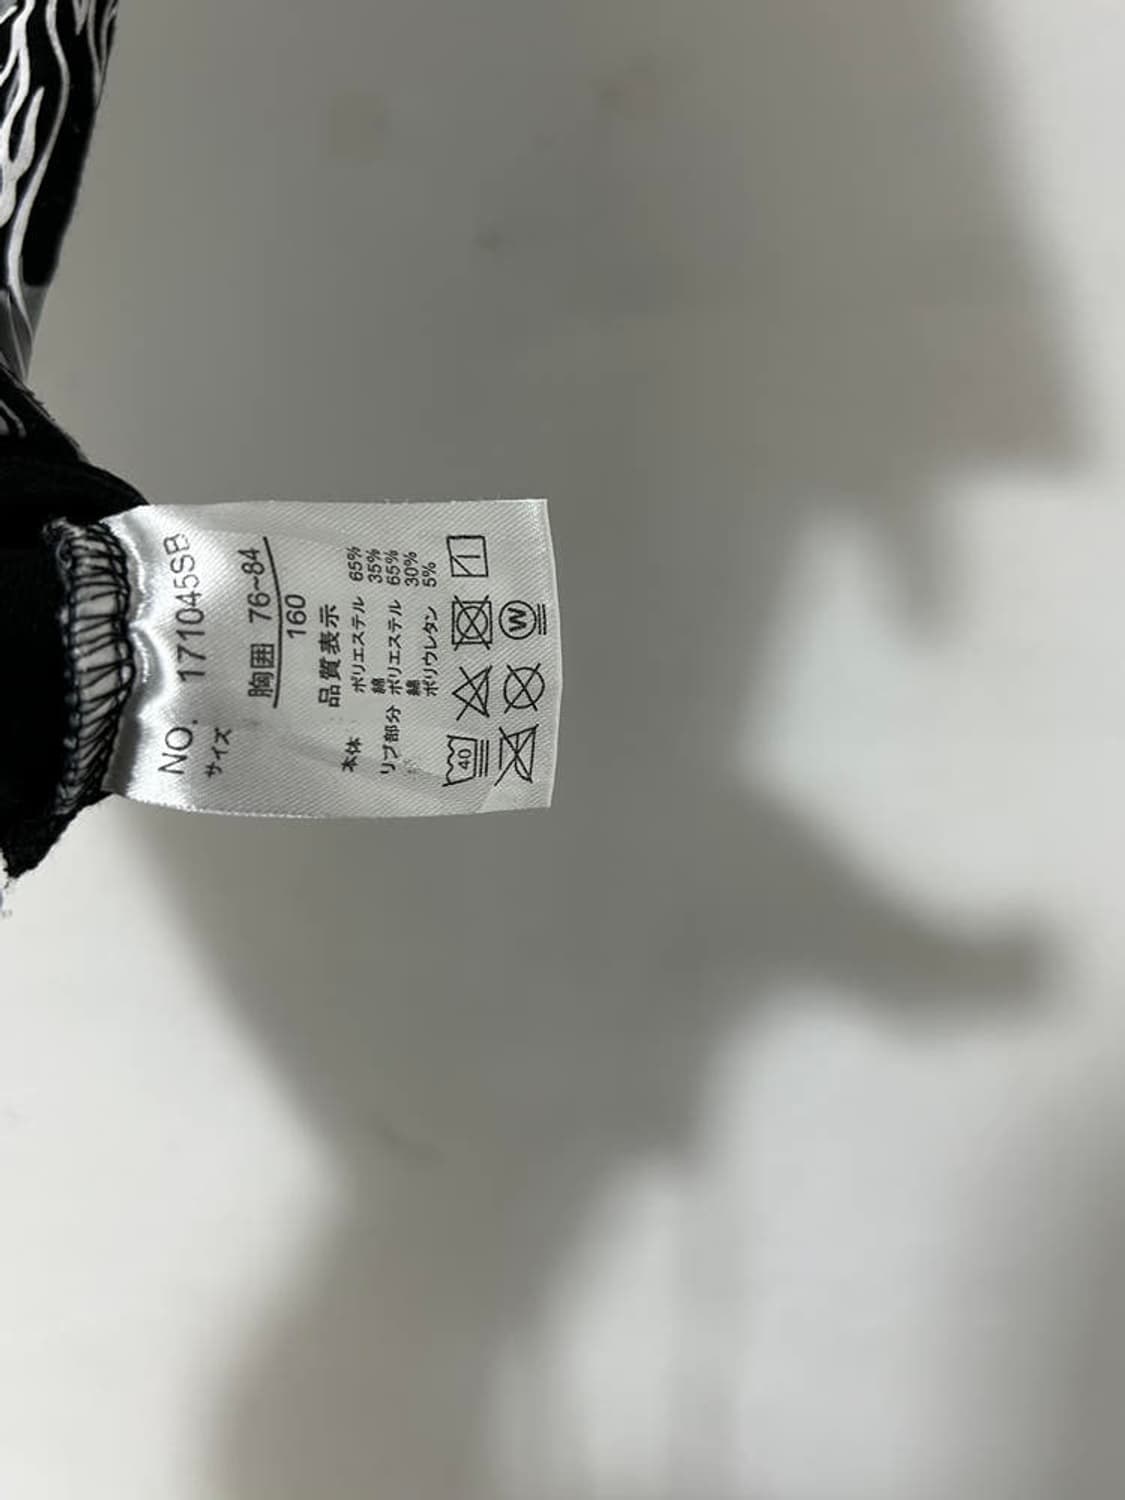 NO. 171045SB
サイズ
胸囲 76~84
160
品質表示
本体 ポリエステル 65%
綿 35%
リブ部分 ポリエステル 65%
綿 30%
ポリウレタン 5%
40
W